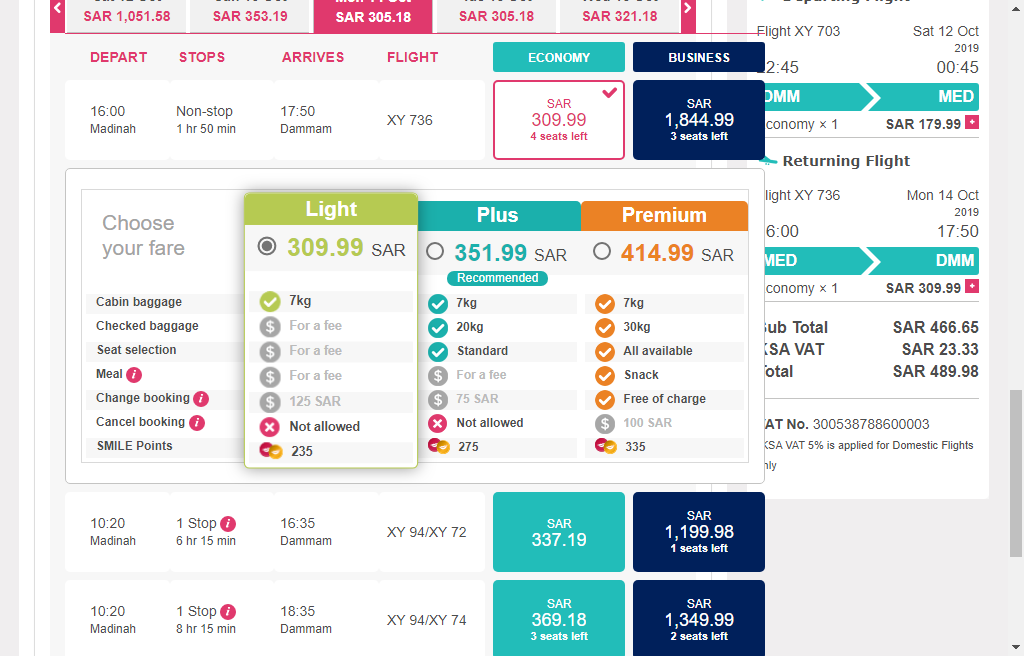 SAR 1,051.58
SAR 353.19
SAR 305.18
SAR 305.18
SAR 321.18
DEPART STOPS ARRIVES FLIGHT ECONOMY BUSINESS
16:00 Non-stop 17:50 XY 736 SAR 309.99 4 seats left SAR 1,844.99 3 seats left
Madinah 1 hr 50 min Dammam
Choose
your fare
Light Plus Premium
309.99 SAR 351.99 SAR 414.99 SAR
Recommended
Cabin baggage 7kg 7kg 7kg
Checked baggage For a fee 20kg 30kg
Seat selection For a fee Standard All available
Meal i For a fee For a fee Snack
Change booking i 125 SAR 75 SAR Free of charge
Cancel booking i Not allowed Not allowed 100 SAR
SMILE Points 235 275 335
10:20 1 Stop i 16:35 XY 94/XY 72 SAR 337.19 SAR 1,199.98 1 seats left
Madinah 6 hr 15 min Dammam
10:20 1 Stop i 18:35 XY 94/XY 74 SAR 369.18 3 seats left SAR 1,349.99 2 seats left
Madinah 8 hr 15 min Dammam
Flight XY 703 Sat 12 Oct
2019
22:45 00:45
DMM MED
Economy × 1 SAR 179.99
Returning Flight
Flight XY 736 Mon 14 Oct
2019
16:00 17:50
MED DMM
Economy × 1 SAR 309.99
Sub Total SAR 466.65
KSA VAT SAR 23.33
Total SAR 489.98
VAT No. 300538788600003
KSA VAT 5% is applied for Domestic Flights
only